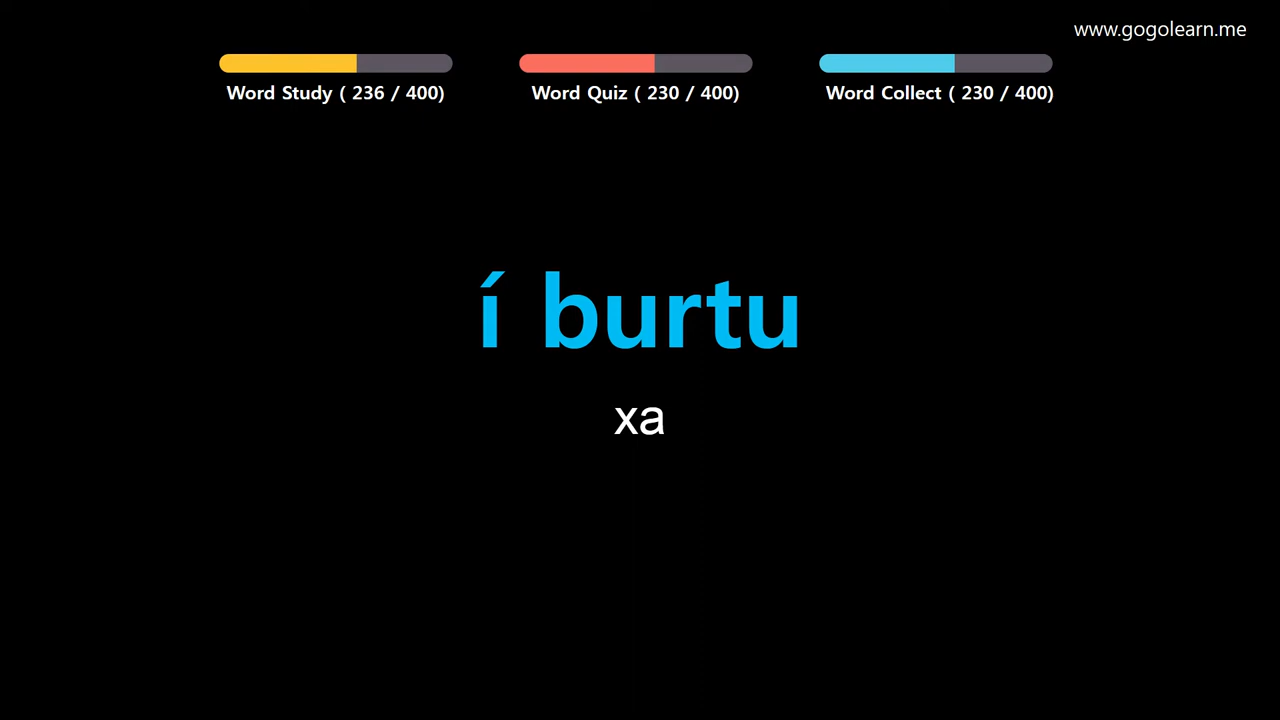 www.gogolearn.me
Word Study ( 236 / 400)
Word Quiz ( 230 / 400)
Word Collect ( 230 / 400)
í burtu
xa